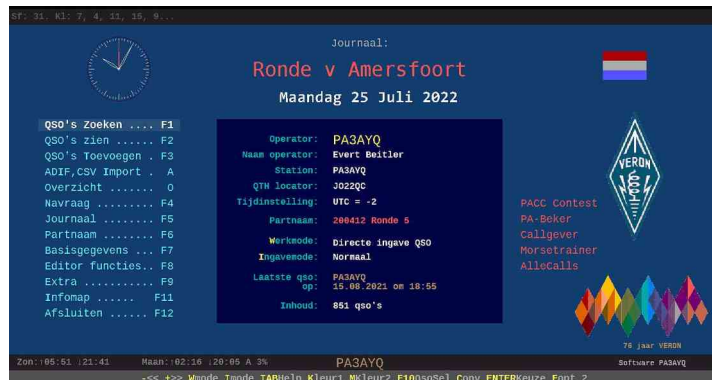 Sf: 31. Kl: 7, 4, 11, 15, 9...
Journaal:
Ronde v Amersfoort
Maandag 25 Juli 2022
QSO's Zoeken .... F1
QSO's zien ...... F2
QSO's Toevoegen . F3
ADIF,CSV Import . A
Overzicht ....... O
Navraag ......... F4
Journaal ........ F5
Partnaam ........ F6
Basisgegevens ... F7
Editor functies.. F8
Extra ........... F9
Infomap ...... F11
Afsluiten ...... F12
Operator: PA3AYQ
Naam operator: Evert Beitler
Station: PA3AYQ
QTH locator: JO22QC
Tijdinstelling: UTC = -2
Partnaam: 200412 Ronde 5
Werkmode: Directe ingave QSO
Ingavemode: Normaal
Laatste qso: PA3AYQ
op: 15.08.2021 om 18:55
Inhoud: 851 qso's
VERON
PACC Contest
PA-Beker
Callgever
Morsetrainer
AlleCalls
76 jaar VERON
Zon:↑05:51 ↓21:41 Maan:↑02:16 ↓20:05 A 3% PA3AYQ Software PA3AYQ
-<< +>> Wmode Imode TABHelp Kleur1 MKleur2 F10QsoSel Copy ENTERKeuze Font 2